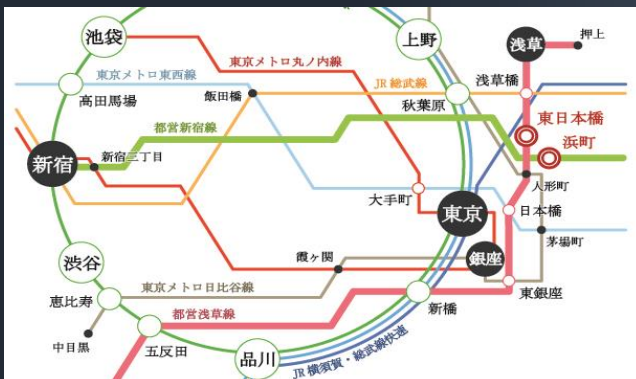 池袋
上野
浅草
押上
東京メトロ丸ノ内線
東京メトロ東西線
JR 総武線
浅草橋
高田馬場
飯田橋
秋葉原
東日本橋
都営新宿線
浜町
新宿
新宿三丁目
人形町
大手町
東京
日本橋
茅場町
渋谷
霞ヶ関
銀座
東京メトロ日比谷線
東銀座
恵比寿
新橋
都営浅草線
中目黒
五反田
品川
JR 横須賀・総武線快速